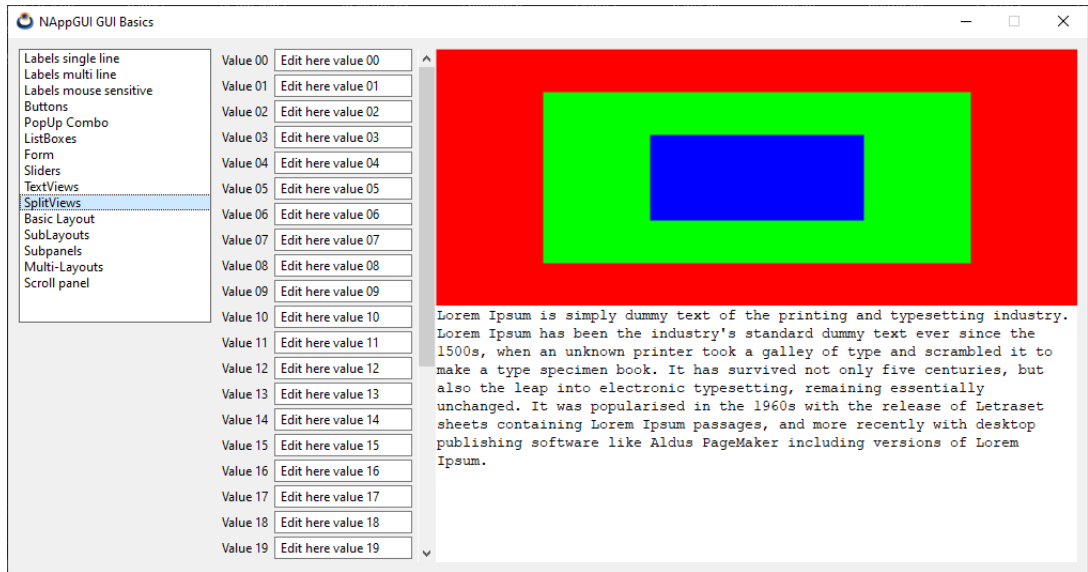 NAppGUI GUI Basics
Labels single line
Labels multi line
Labels mouse sensitive
Buttons
PopUp Combo
ListBoxes
Form
Sliders
TextViews
SplitViews
Basic Layout
SubLayouts
Subpanels
Multi-Layouts
Scroll panel
Value 00 Edit here value 00
Value 01 Edit here value 01
Value 02 Edit here value 02
Value 03 Edit here value 03
Value 04 Edit here value 04
Value 05 Edit here value 05
Value 06 Edit here value 06
Value 07 Edit here value 07
Value 08 Edit here value 08
Value 09 Edit here value 09
Value 10 Edit here value 10
Value 11 Edit here value 11
Value 12 Edit here value 12
Value 13 Edit here value 13
Value 14 Edit here value 14
Value 15 Edit here value 15
Value 16 Edit here value 16
Value 17 Edit here value 17
Value 18 Edit here value 18
Value 19 Edit here value 19
Lorem Ipsum is simply dummy text of the printing and typesetting industry.
Lorem Ipsum has been the industry's standard dummy text ever since the
1500s, when an unknown printer took a galley of type and scrambled it to
make a type specimen book. It has survived not only five centuries, but
also the leap into electronic typesetting, remaining essentially
unchanged. It was popularised in the 1960s with the release of Letraset
sheets containing Lorem Ipsum passages, and more recently with desktop
publishing software like Aldus PageMaker including versions of Lorem
Ipsum.